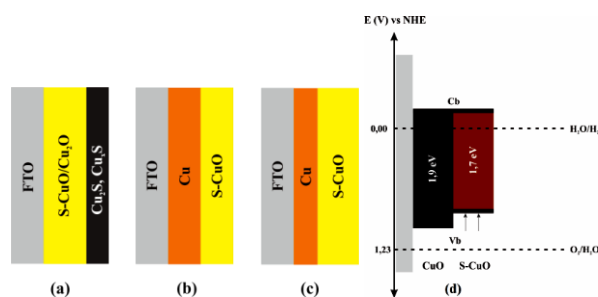 E (V) vs NHE
FTO
S-CuO/Cu₂O
Cu₂S, CuₓS
FTO
Cu
S-CuO
FTO
Cu
S-CuO
Cb
0,00
H₂O/H₂
1,9 eV
1,7 eV
Vb
1,23
O₂/H₂O
CuO
S-CuO
(a)
(b)
(c)
(d)